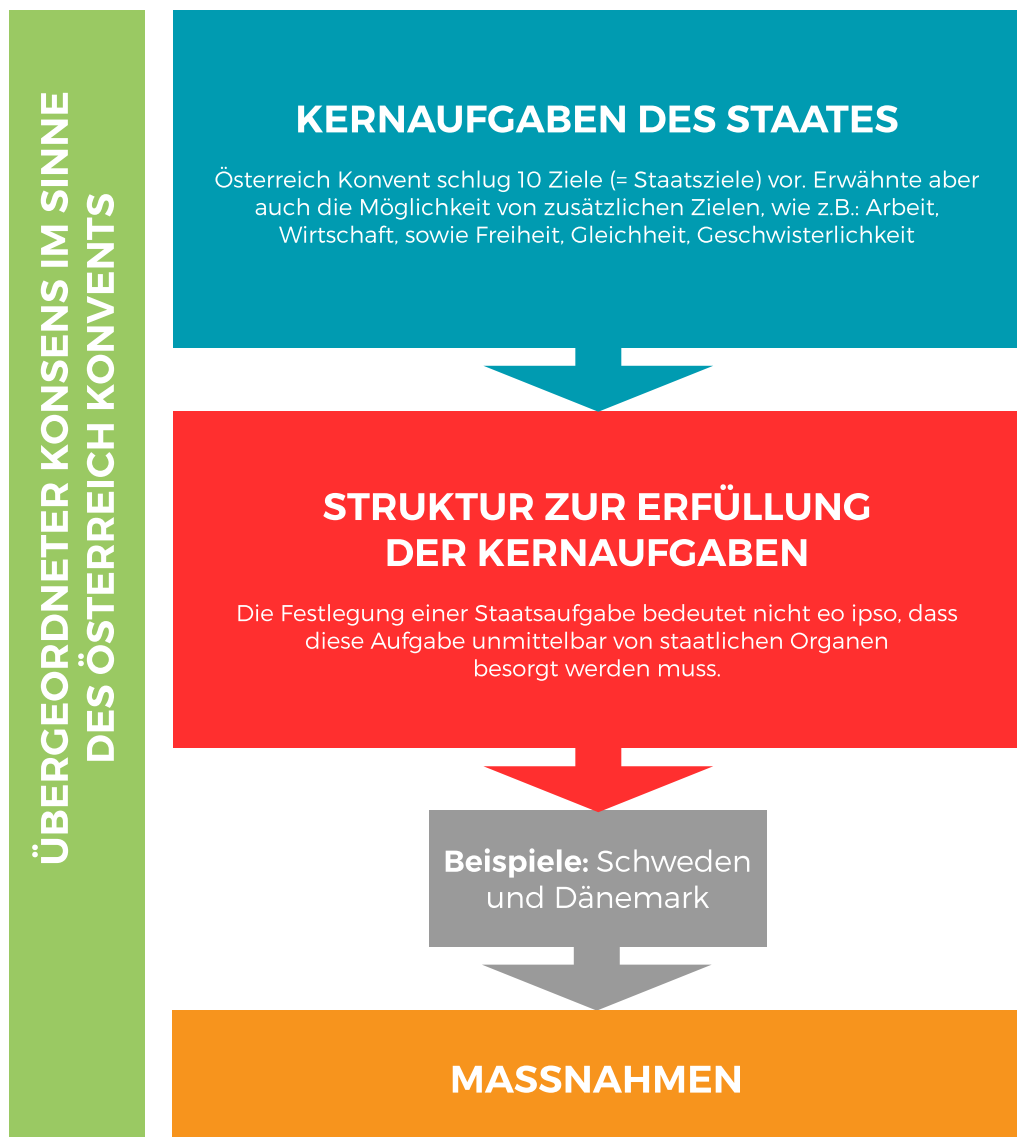 ÜBERGEORDNETER KONSENS IM SINNE
DES ÖSTERREICH KONVENTS
KERNAUFGABEN DES STAATES
Österreich Konvent schlug 10 Ziele (= Staatsziele) vor. Erwähnte aber
auch die Möglichkeit von zusätzlichen Zielen, wie z.B.: Arbeit,
Wirtschaft, sowie Freiheit, Gleichheit, Geschwisterlichkeit
STRUKTUR ZUR ERFÜLLUNG
DER KERNAUFGABEN
Die Festlegung einer Staatsaufgabe bedeutet nicht eo ipso, dass
diese Aufgabe unmittelbar von staatlichen Organen
besorgt werden muss.
Beispiele: Schweden
und Dänemark
MASSNAHMEN